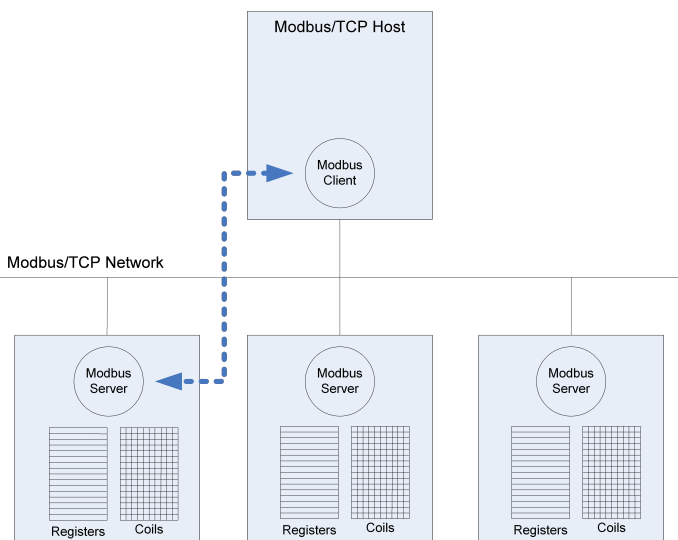 Modbus/TCP Host
Modbus
Client
Modbus/TCP Network
Modbus
Server
Registers
Coils
Modbus
Server
Registers
Coils
Modbus
Server
Registers
Coils